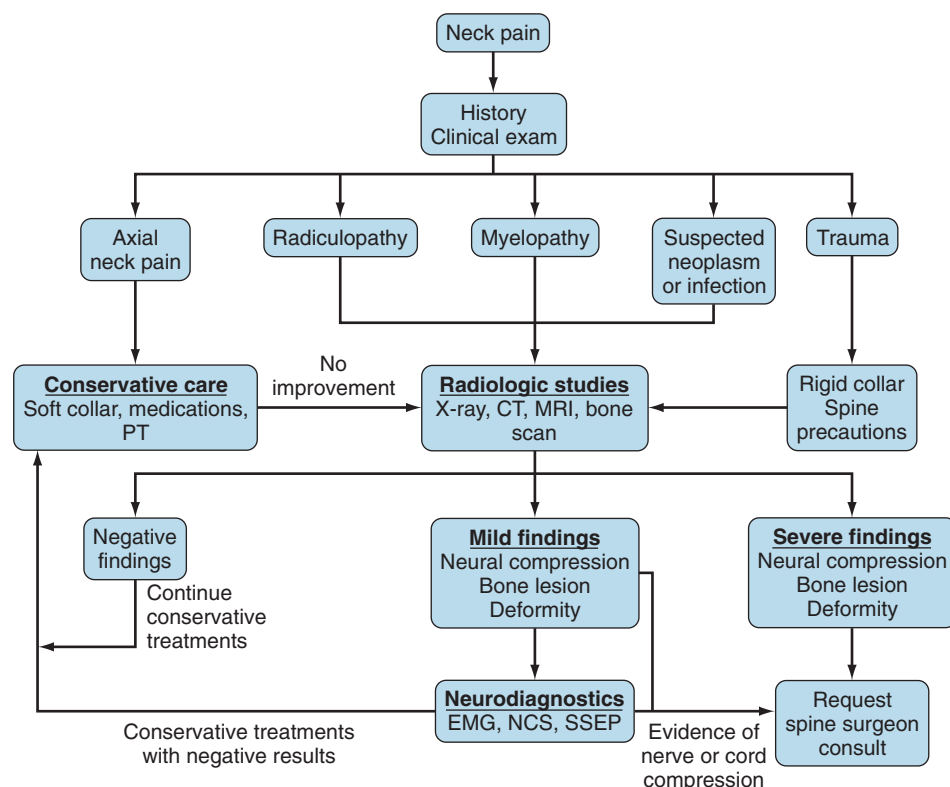 Neck pain
History
Clinical exam
Axial
neck pain
Radiculopathy
Myelopathy
Suspected
neoplasm
or infection
Trauma
Conservative care
Soft collar, medications,
PT
No
improvement
Radiologic studies
X-ray, CT, MRI, bone
scan
Rigid collar
Spine
precautions
Negative
findings
Mild findings
Neural compression
Bone lesion
Deformity
Severe findings
Neural compression
Bone lesion
Deformity
Continue
conservative
treatments
Neurodiagnostics
EMG, NCS, SSEP
Request
spine surgeon
consult
Conservative treatments
with negative results
Evidence of
nerve or cord
compression